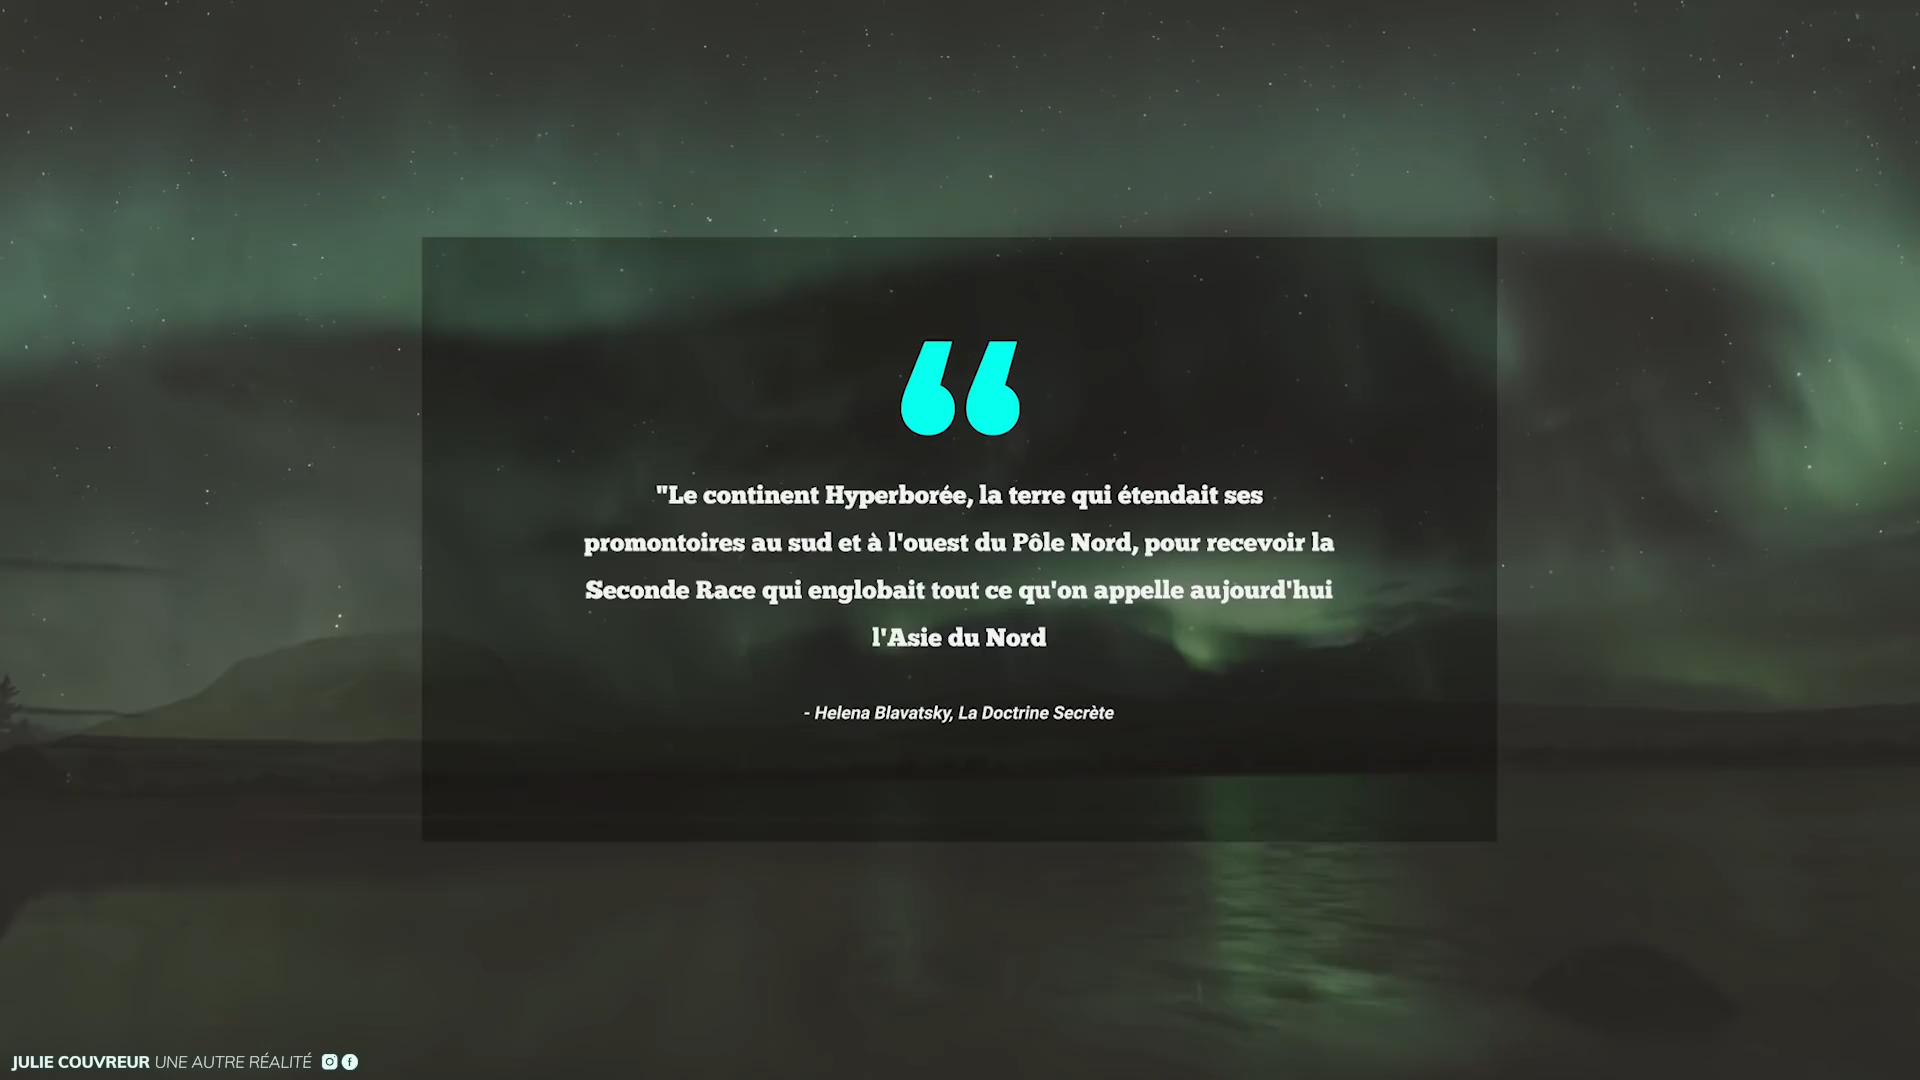 "Le continent Hyperborée, la terre qui étendait ses
promontoires au sud et à l'ouest du Pôle Nord, pour recevoir la
Seconde Race qui englobait tout ce qu'on appelle aujourd'hui
l'Asie du Nord
- Helena Blavatsky, La Doctrine Secrète
JULIE COUVREUR UNE AUTRE RÉALITÉ